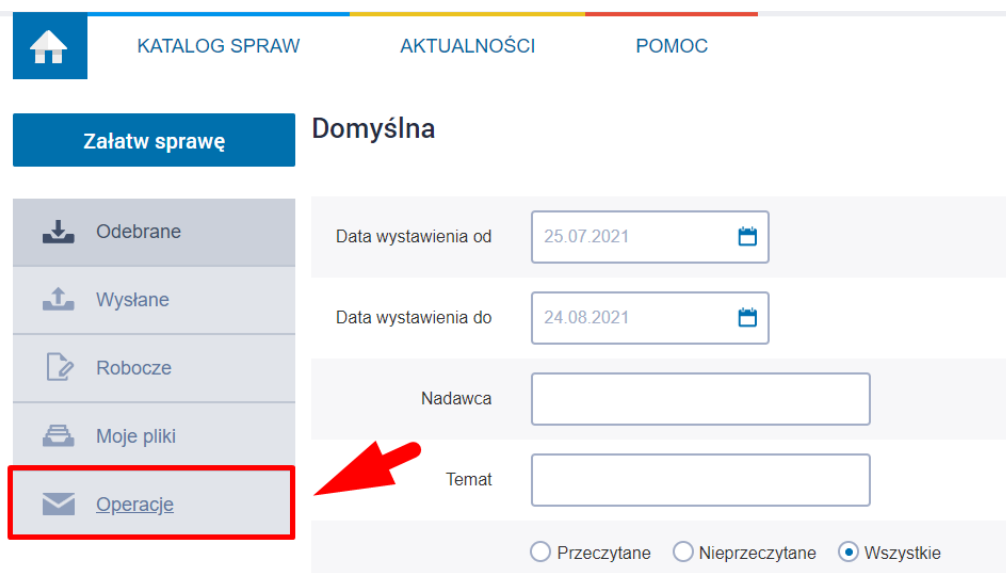 KATALOG SPRAW AKTUALNOŚCI POMOC
Załatw sprawę
Domyślna
Odebrane
Wysłane
Robocze
Moje pliki
Operacje
Data wystawienia od 25.07.2021
Data wystawienia do 24.08.2021
Nadawca
Temat
Przeczytane Nieprzeczytane Wszystkie